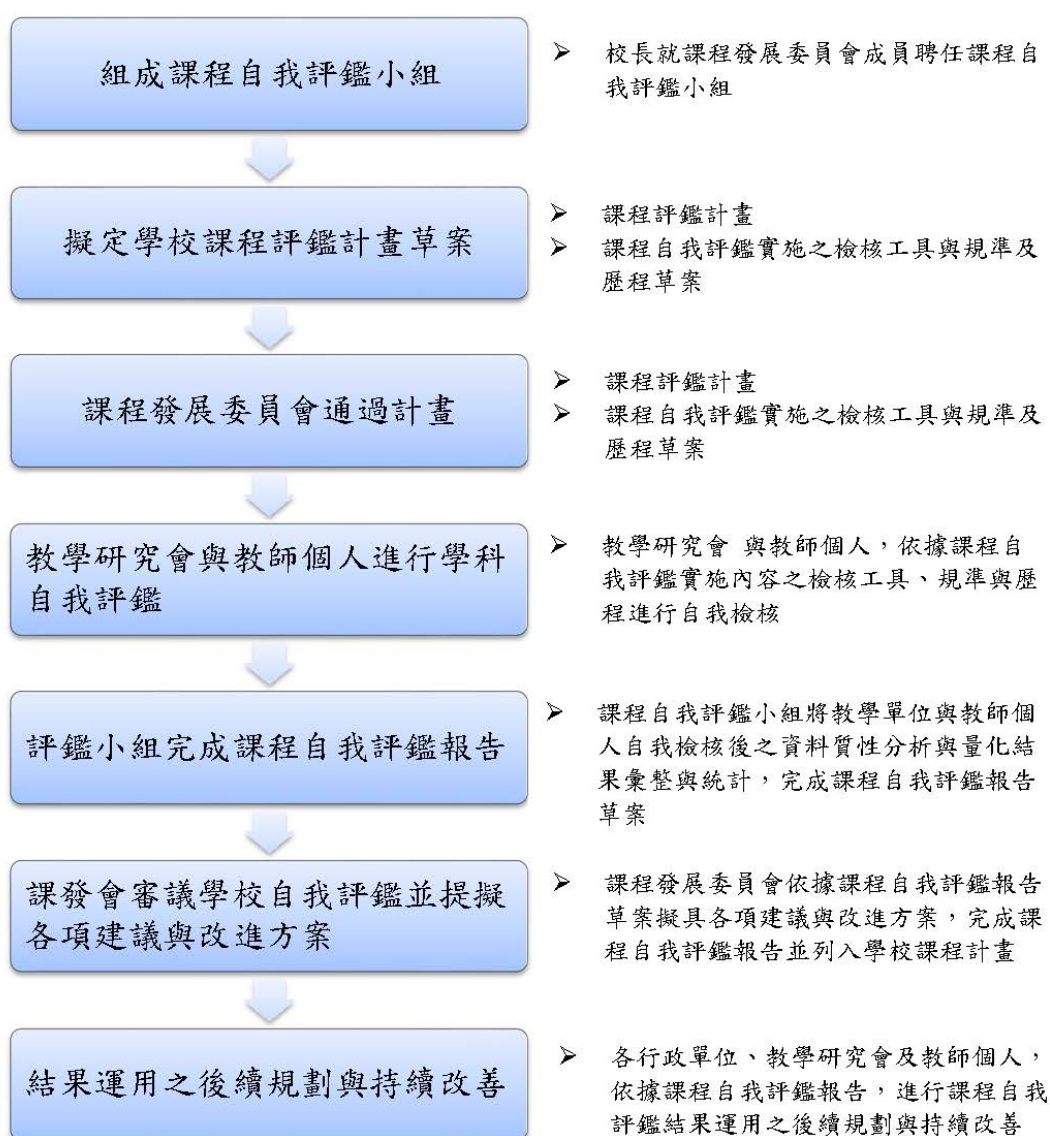 組成課程自我評鑑小組
➢ 校長就課程發展委員會成員聘任課程自
我評鑑小組
擬定學校課程評鑑計畫草案
➢ 課程評鑑計畫
➢ 課程自我評鑑實施之檢核工具與規準及
歷程草案
課程發展委員會通過計畫
➢ 課程評鑑計畫
➢ 課程自我評鑑實施之檢核工具與規準及
歷程草案
教學研究會與教師個人進行學科
自我評鑑
➢ 教學研究會 與教師個人，依據課程自
我評鑑實施內容之檢核工具、規準與歷
程進行自我檢核
評鑑小組完成課程自我評鑑報告
➢ 課程自我評鑑小組將教學單位與教師個
人自我檢核後之資料質性分析與量化結
果彙整與統計，完成課程自我評鑑報告
草案
課發會審議學校自我評鑑並提擬
各項建議與改進方案
➢ 課程發展委員會依據課程自我評鑑報告
草案擬具各項建議與改進方案，完成課
程自我評鑑報告並列入學校課程計畫
結果運用之後續規劃與持續改善
➢ 各行政單位、教學研究會及教師個人，
依據課程自我評鑑報告，進行課程自我
評鑑結果運用之後續規劃與持續改善